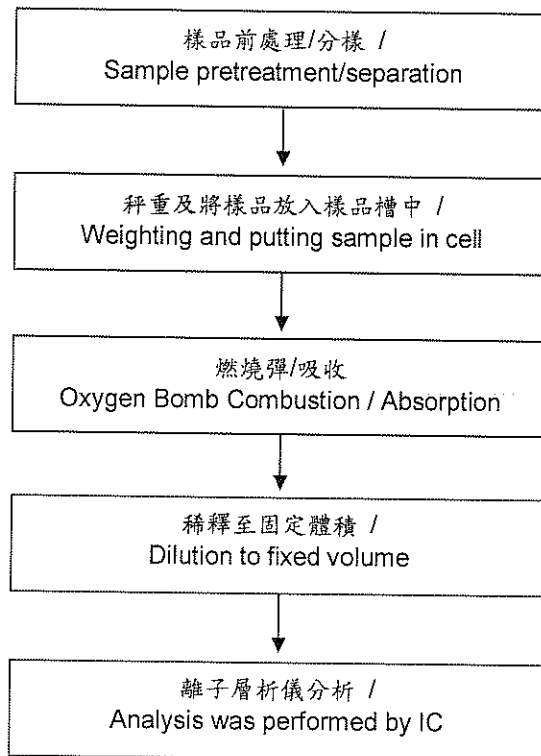 樣品前處理/分樣 /
Sample pretreatment/separation
秤重及將樣品放入樣品槽中 /
Weighting and putting sample in cell
燃燒彈/吸收
Oxygen Bomb Combustion / Absorption
稀釋至固定體積 /
Dilution to fixed volume
離子層析儀分析 /
Analysis was performed by IC